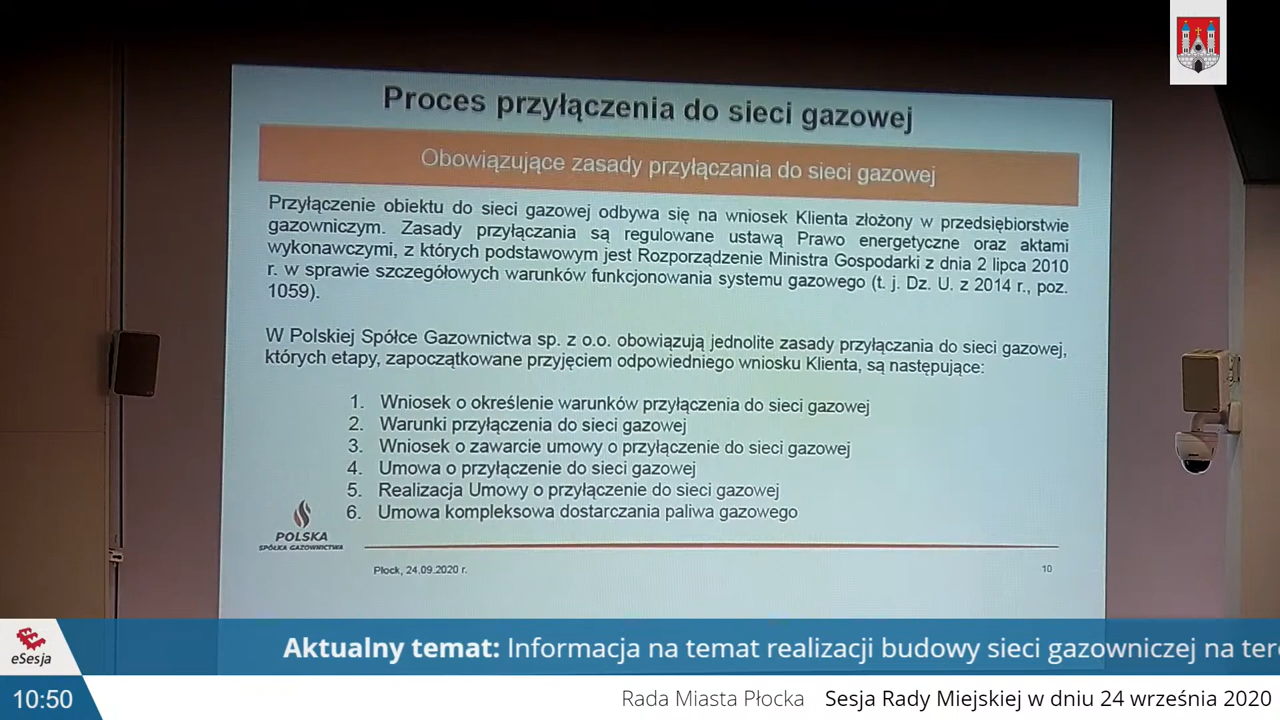 Proces przyłączenia do sieci gazowej
Obowiązujące zasady przyłączania do sieci gazowej
Przyłączenie obiektu do sieci gazowej odbywa się na wniosek Klienta złożony w przedsiębiorstwie
gazowniczym. Zasady przyłączania są regulowane ustawą Prawo energetyczne oraz aktami
wykonawczymi, z których podstawowym jest Rozporządzenie Ministra Gospodarki z dnia 2 lipca 2010
r. w sprawie szczegółowych warunków funkcjonowania systemu gazowego (t. j. Dz. U. z 2014 r., poz.
1059).
W Polskiej Spółce Gazownictwa sp. z o.o. obowiązują jednolite zasady przyłączania do sieci gazowej,
których etapy, zapoczątkowane przyjęciem odpowiedniego wniosku Klienta, są następujące:
1. Wniosek o określenie warunków przyłączenia do sieci gazowej
2. Warunki przyłączenia do sieci gazowej
3. Wniosek o zawarcie umowy o przyłączenie do sieci gazowej
4. Umowa o przyłączenie do sieci gazowej
5. Realizacja Umowy o przyłączenie do sieci gazowej
6. Umowa kompleksowa dostarczania paliwa gazowego
POLSKA
SPÓŁKA GAZOWNICTWA
Płock, 24.09.2020 r.
10
eSesja
Aktualny temat: Informacja na temat realizacji budowy sieci gazowniczej na tere
10:50
Rada Miasta Płocka Sesja Rady Miejskiej w dniu 24 września 2020